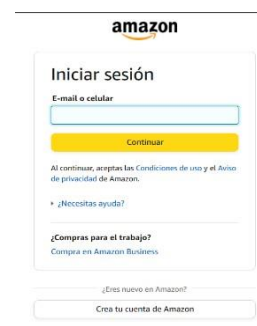 amazon
Iniciar sesión
E-mail o celular
Continuar
Al continuar, aceptas las Condiciones de uso y el Aviso
de privacidad de Amazon.
¿Necesitas ayuda?
¿Compras para el trabajo?
Compra en Amazon Business
¿Eres nuevo en Amazon?
Crea tu cuenta de Amazon